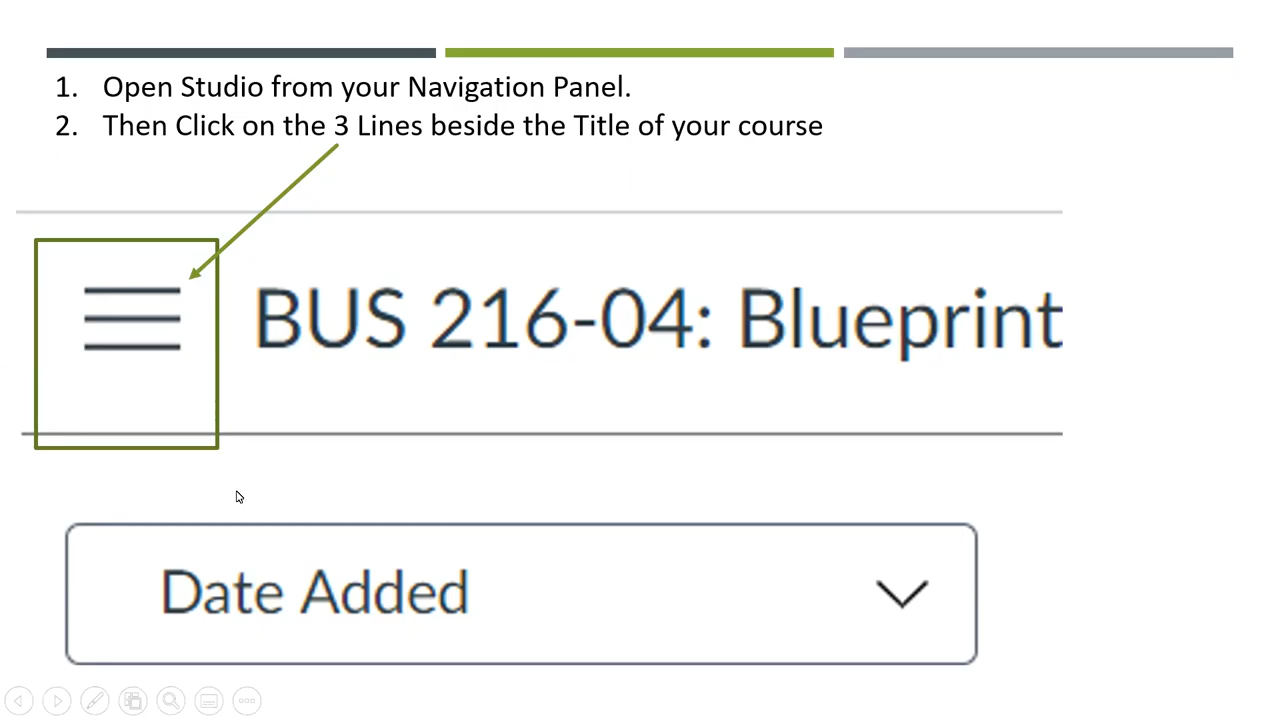 1. Open Studio from your Navigation Panel.
2. Then Click on the 3 Lines beside the Title of your course
BUS 216-04: Blueprint
Date Added